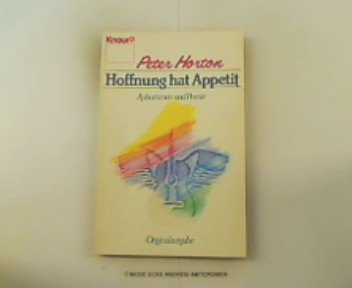 Knaur
Peter Horton
Hoffnung hat Appetit
Aphorismen und Poesie
Originalausgabe